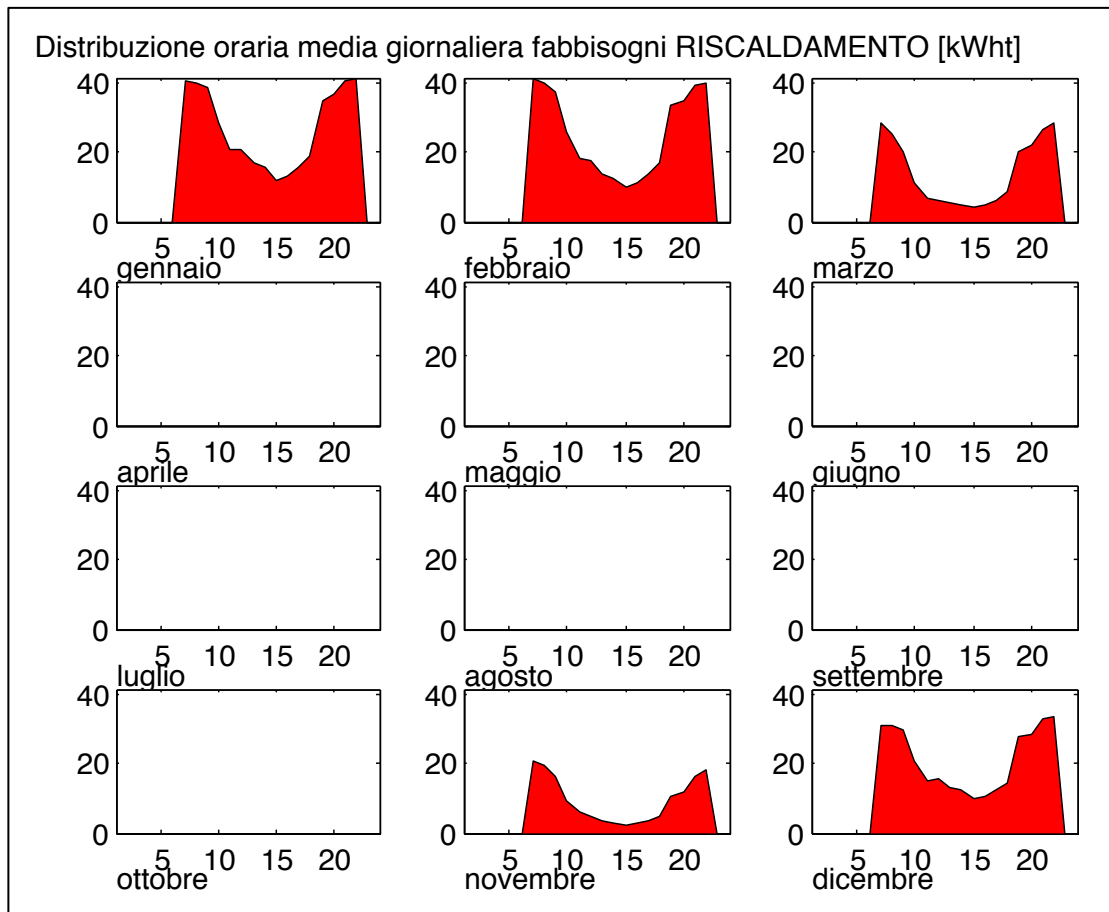 Distribuzione oraria media giornaliera fabbisogni RISCALDAMENTO [kWht]
40 40 40
20 20 20
0 0 0
5 10 15 20 5 10 15 20 5 10 15 20
gennaio febbraio marzo
40 40 40
20 20 20
0 0 0
5 10 15 20 5 10 15 20 5 10 15 20
aprile maggio giugno
40 40 40
20 20 20
0 0 0
5 10 15 20 5 10 15 20 5 10 15 20
luglio agosto settembre
40 40 40
20 20 20
0 0 0
5 10 15 20 5 10 15 20 5 10 15 20
ottobre novembre dicembre